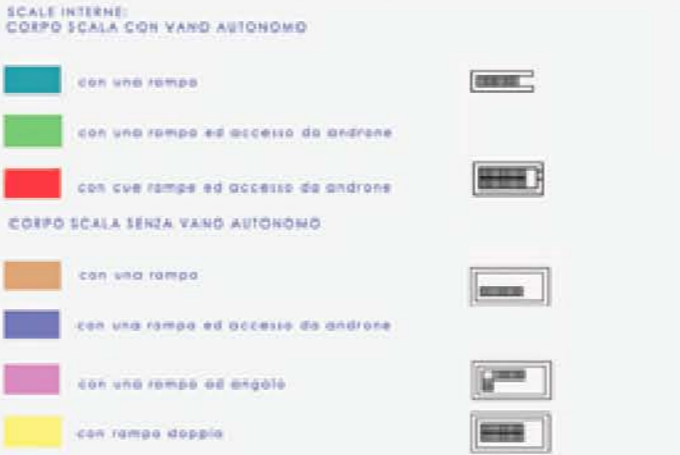 SCALE INTERNE:
CORPO SCALA CON VANO AUTONOMO
con una rampa
con una rampa ed accesso da androne
con cue rampe ed accesso da androne
CORPO SCALA SENZA VANO AUTONOMO
con una rampa
con una rampa ed accesso da androne
con una rampa ad angolo
con rampa doppia